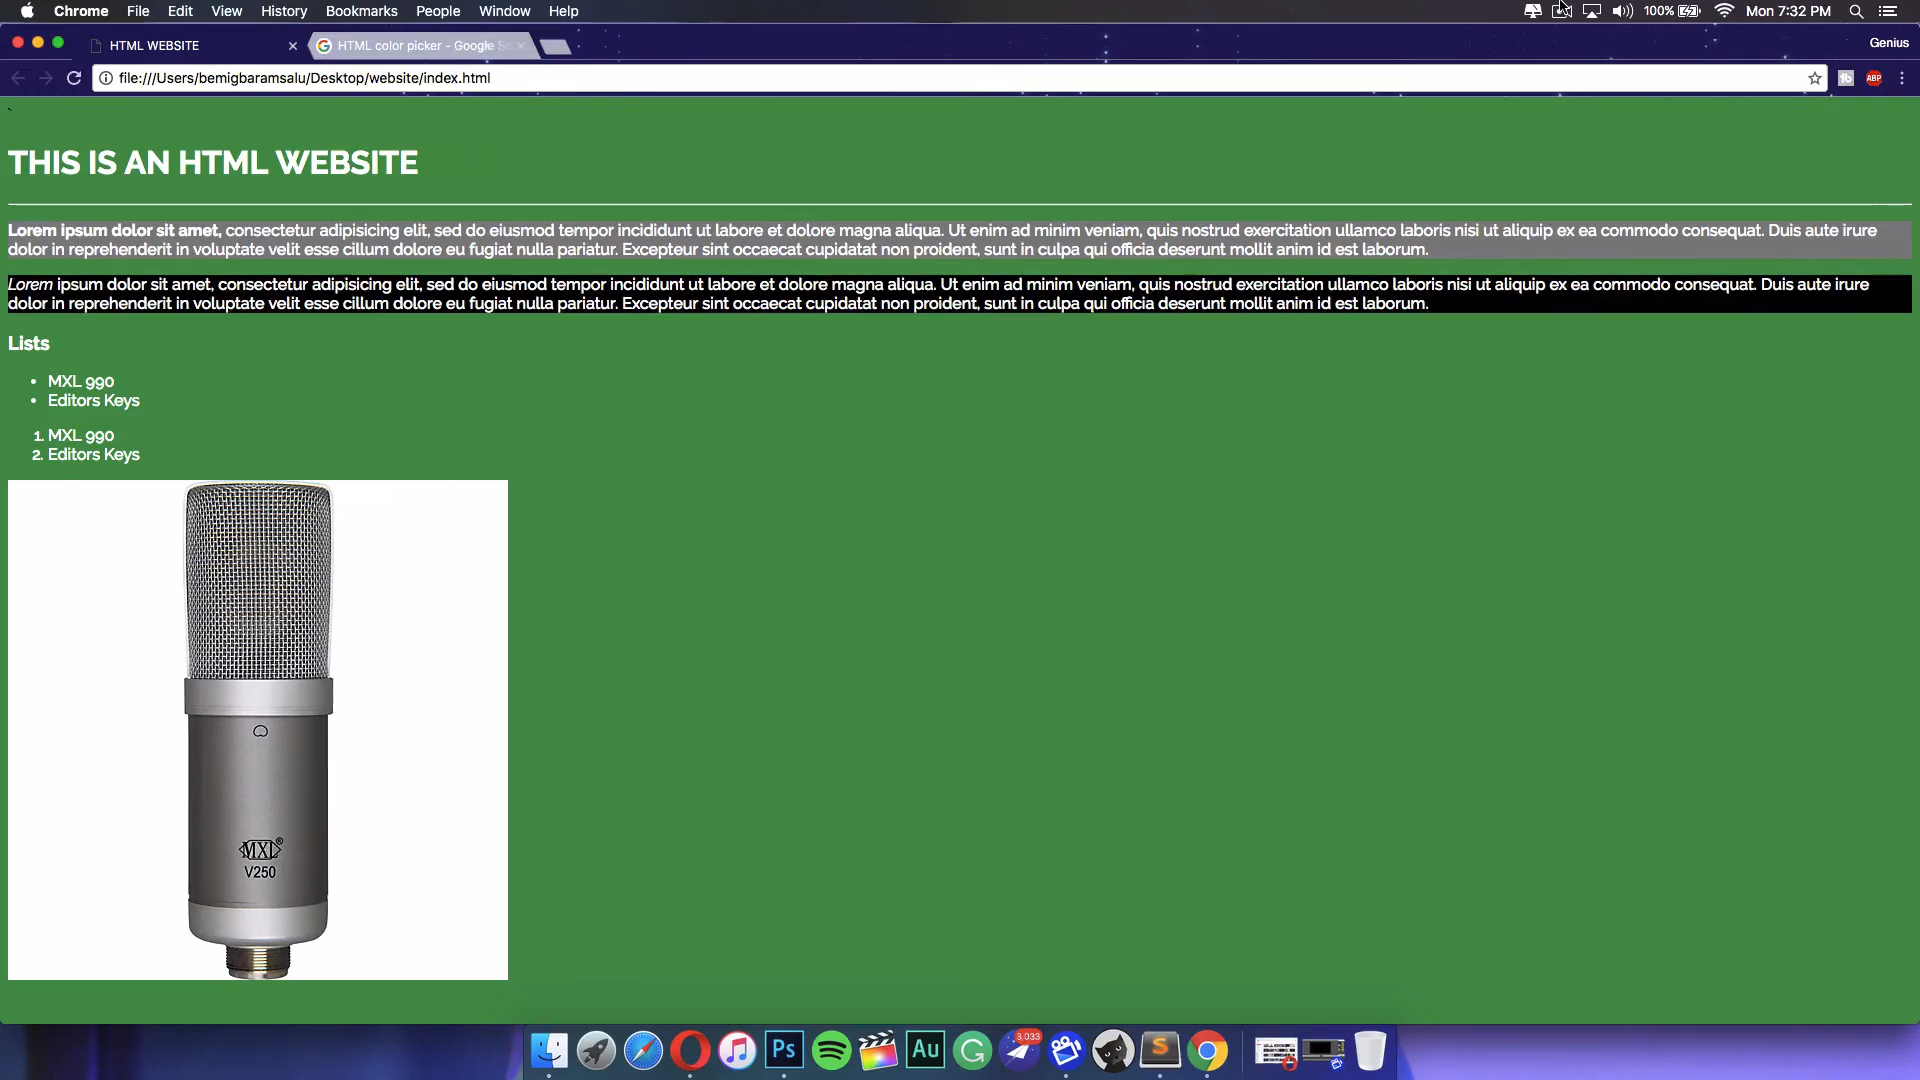 Chrome File Edit View History Bookmarks People Window Help 100% Mon 7:32 PM
HTML WEBSITE HTML color picker - Google Se Genius
file:///Users/bemigbaramsalu/Desktop/website/index.html ABP
`
THIS IS AN HTML WEBSITE
Lorem ipsum dolor sit amet, consectetur adipisicing elit, sed do eiusmod tempor incididunt ut labore et dolore magna aliqua. Ut enim ad minim veniam, quis nostrud exercitation ullamco laboris nisi ut aliquip ex ea commodo consequat. Duis aute irure
dolor in reprehenderit in voluptate velit esse cillum dolore eu fugiat nulla pariatur. Excepteur sint occaecat cupidatat non proident, sunt in culpa qui officia deserunt mollit anim id est laborum.
Lorem ipsum dolor sit amet, consectetur adipisicing elit, sed do eiusmod tempor incididunt ut labore et dolore magna aliqua. Ut enim ad minim veniam, quis nostrud exercitation ullamco laboris nisi ut aliquip ex ea commodo consequat. Duis aute irure
dolor in reprehenderit in voluptate velit esse cillum dolore eu fugiat nulla pariatur. Excepteur sint occaecat cupidatat non proident, sunt in culpa qui officia deserunt mollit anim id est laborum.
Lists
• MXL 990
• Editors Keys
1. MXL 990
2. Editors Keys
MXL®
V250
Ps Au 3,033 S